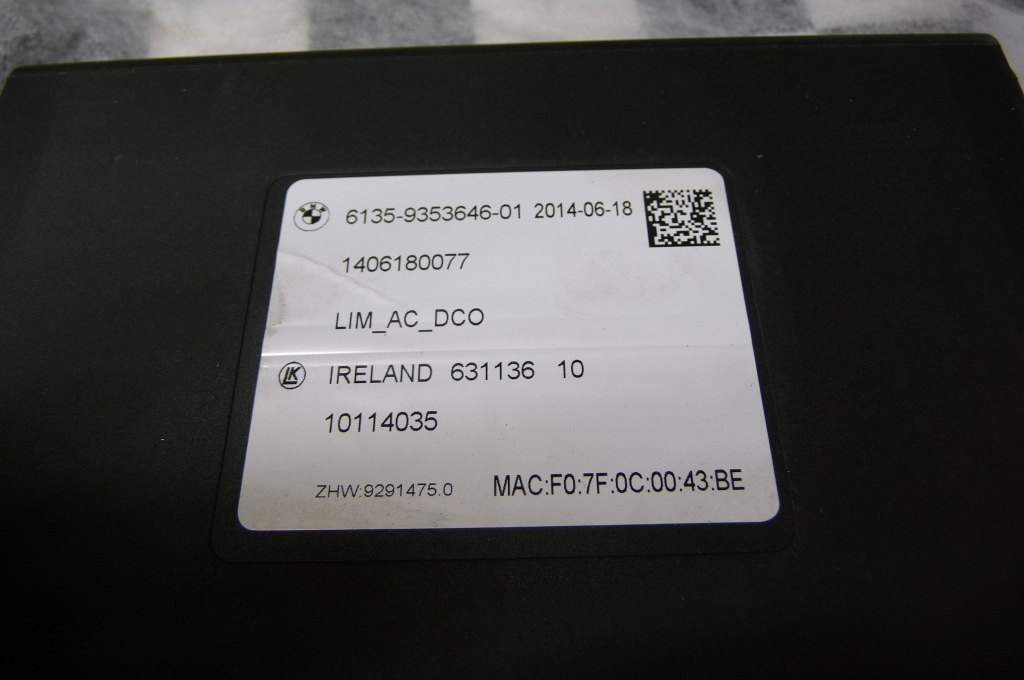 6135-9353646-01 2014-06-18
1406180077
LIM_AC_DCO
LK IRELAND 631136 10
10114035
ZHW:9291475.0 MAC:F0:7F:0C:00:43:BE